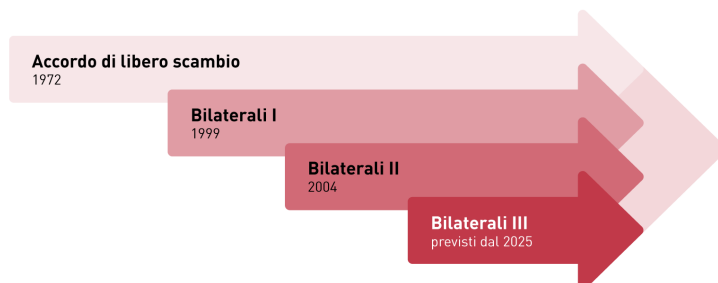 Accordo di libero scambio
1972
Bilaterali I
1999
Bilaterali II
2004
Bilaterali III
previsti dal 2025